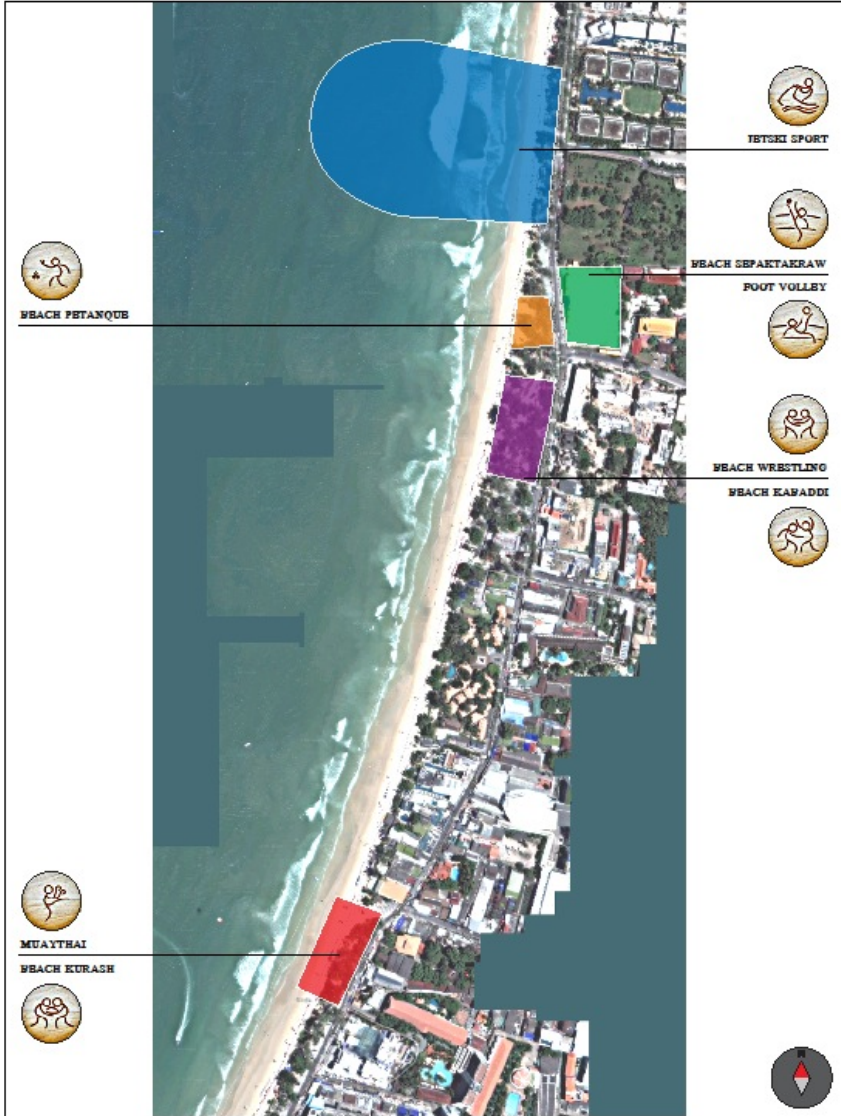 JETSKI SPORT
BEACH SEPAKTAKRAW
FOOT VOLLEY
BEACH PETANQUE
BEACH WRESTLING
BEACH KABADDI
MUAYTHAI
BEACH KURASH
N